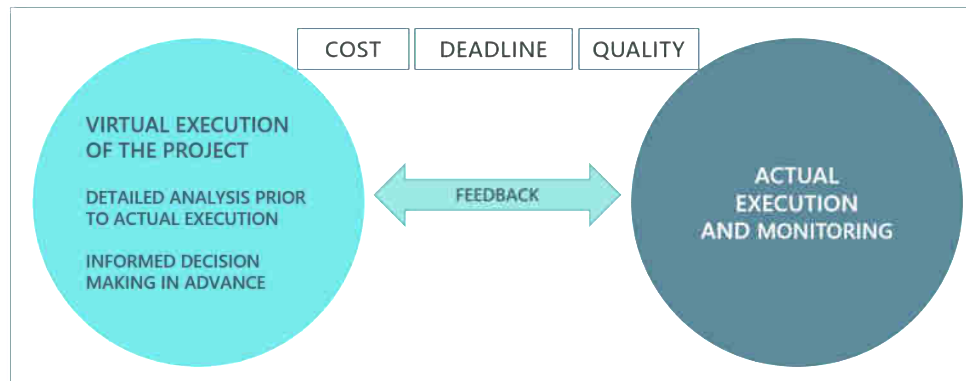 COST DEADLINE QUALITY
VIRTUAL EXECUTION
OF THE PROJECT
DETAILED ANALYSIS PRIOR
TO ACTUAL EXECUTION
INFORMED DECISION
MAKING IN ADVANCE
FEEDBACK
ACTUAL
EXECUTION
AND MONITORING